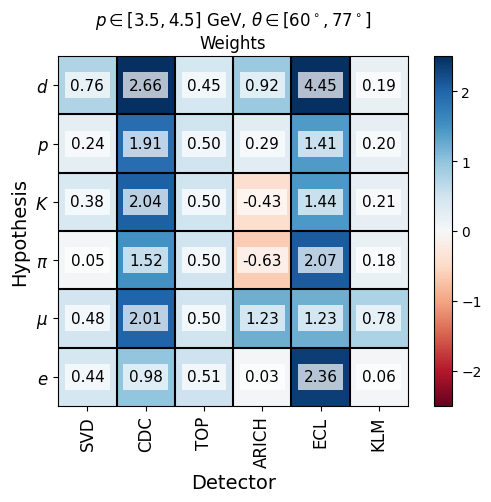 p ∈ [3.5, 4.5] GeV, θ ∈ [60°, 77°]
Weights
d 0.76 2.66 0.45 0.92 4.45 0.19
p 0.24 1.91 0.50 0.29 1.41 0.20
K 0.38 2.04 0.50 -0.43 1.44 0.21
π 0.05 1.52 0.50 -0.63 2.07 0.18
μ 0.48 2.01 0.50 1.23 1.23 0.78
e 0.44 0.98 0.51 0.03 2.36 0.06
SVD CDC TOP ARICH ECL KLM
Detector
Hypothesis
2
1
0
−1
−2